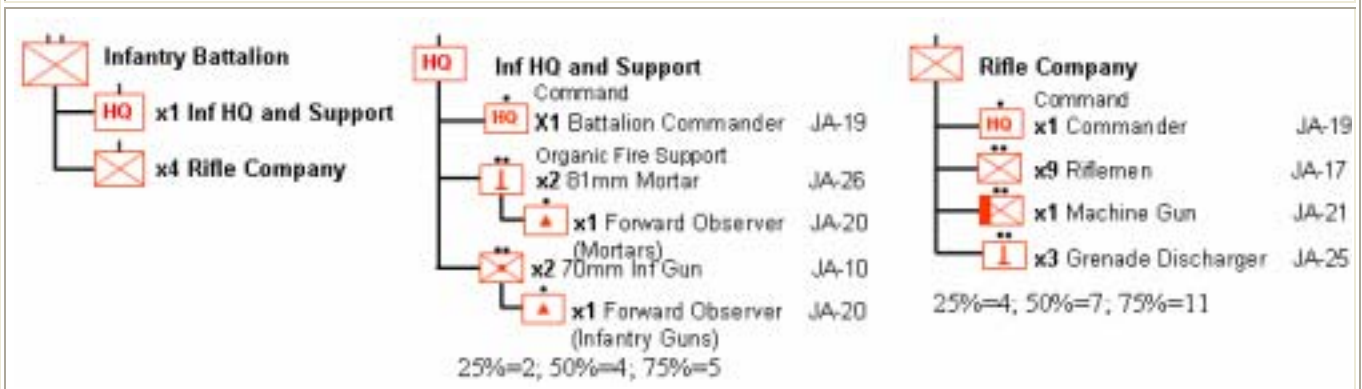 Infantry Battalion
HQ x1 Inf HQ and Support
x4 Rifle Company
HQ Inf HQ and Support
Command
HQ X1 Battalion Commander JA-19
Organic Fire Support
x2 81mm Mortar JA-26
x1 Forward Observer JA-20
(Mortars)
x2 70mm Inf Gun JA-10
x1 Forward Observer JA-20
(Infantry Guns)
25%=2; 50%=4; 75%=5
Rifle Company
Command
HQ x1 Commander JA-19
x9 Riflemen JA-17
x1 Machine Gun JA-21
x3 Grenade Discharger JA-25
25%=4; 50%=7; 75%=11